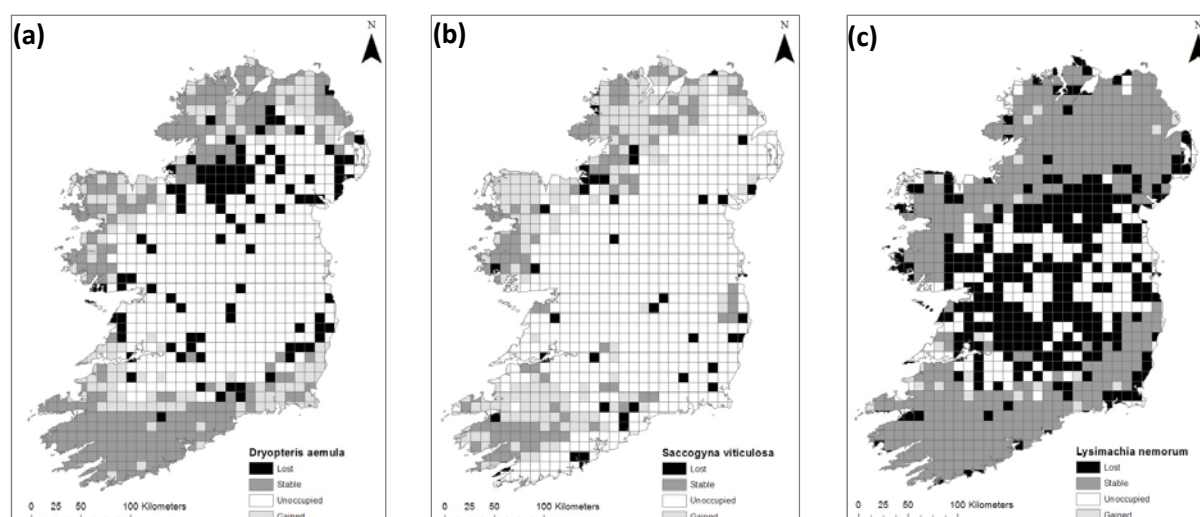 (a)
N
Dryopteris aemula
Lost
Stable
Unoccupied
Gained
0 25 50 100 Kilometers
(b)
N
Saccogyna viticulosa
Lost
Stable
Unoccupied
Gained
0 25 50 100 Kilometers
(c)
N
Lysimachia nemorum
Lost
Stable
Unoccupied
Gained
0 25 50 100 Kilometers